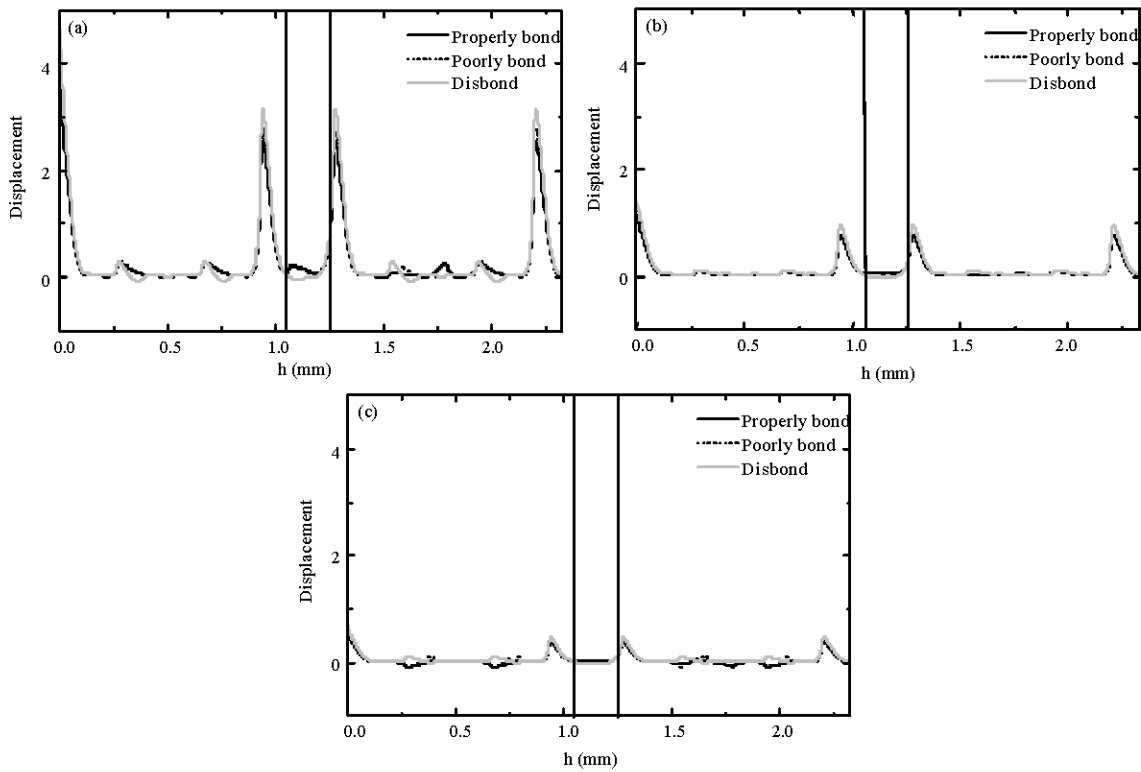 (a)
Properly bond
Poorly bond
Disbond
Displacement
4
2
0
0.0 0.5 1.0 1.5 2.0
h (mm)
(b)
Properly bond
Poorly bond
Disbond
Displacement
4
2
0
0.0 0.5 1.0 1.5 2.0
h (mm)
(c)
Properly bond
Poorly bond
Disbond
Displacement
4
2
0
0.0 0.5 1.0 1.5 2.0
h (mm)